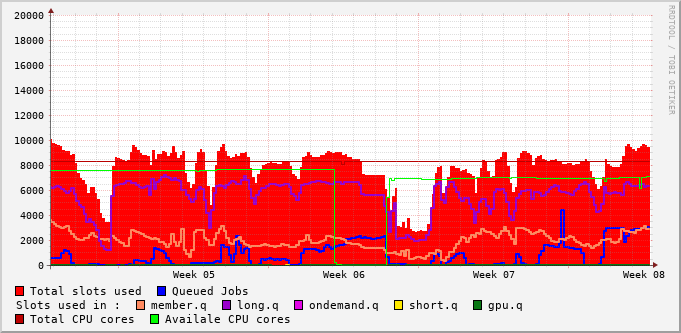 RRDTOOL / TOBI OETIKER
20000
18000
16000
14000
12000
10000
8000
6000
4000
2000
0
Week 05 Week 06 Week 07 Week 08
Total slots used Queued Jobs
Slots used in : member.q long.q ondemand.q short.q gpu.q
Total CPU cores Availale CPU cores